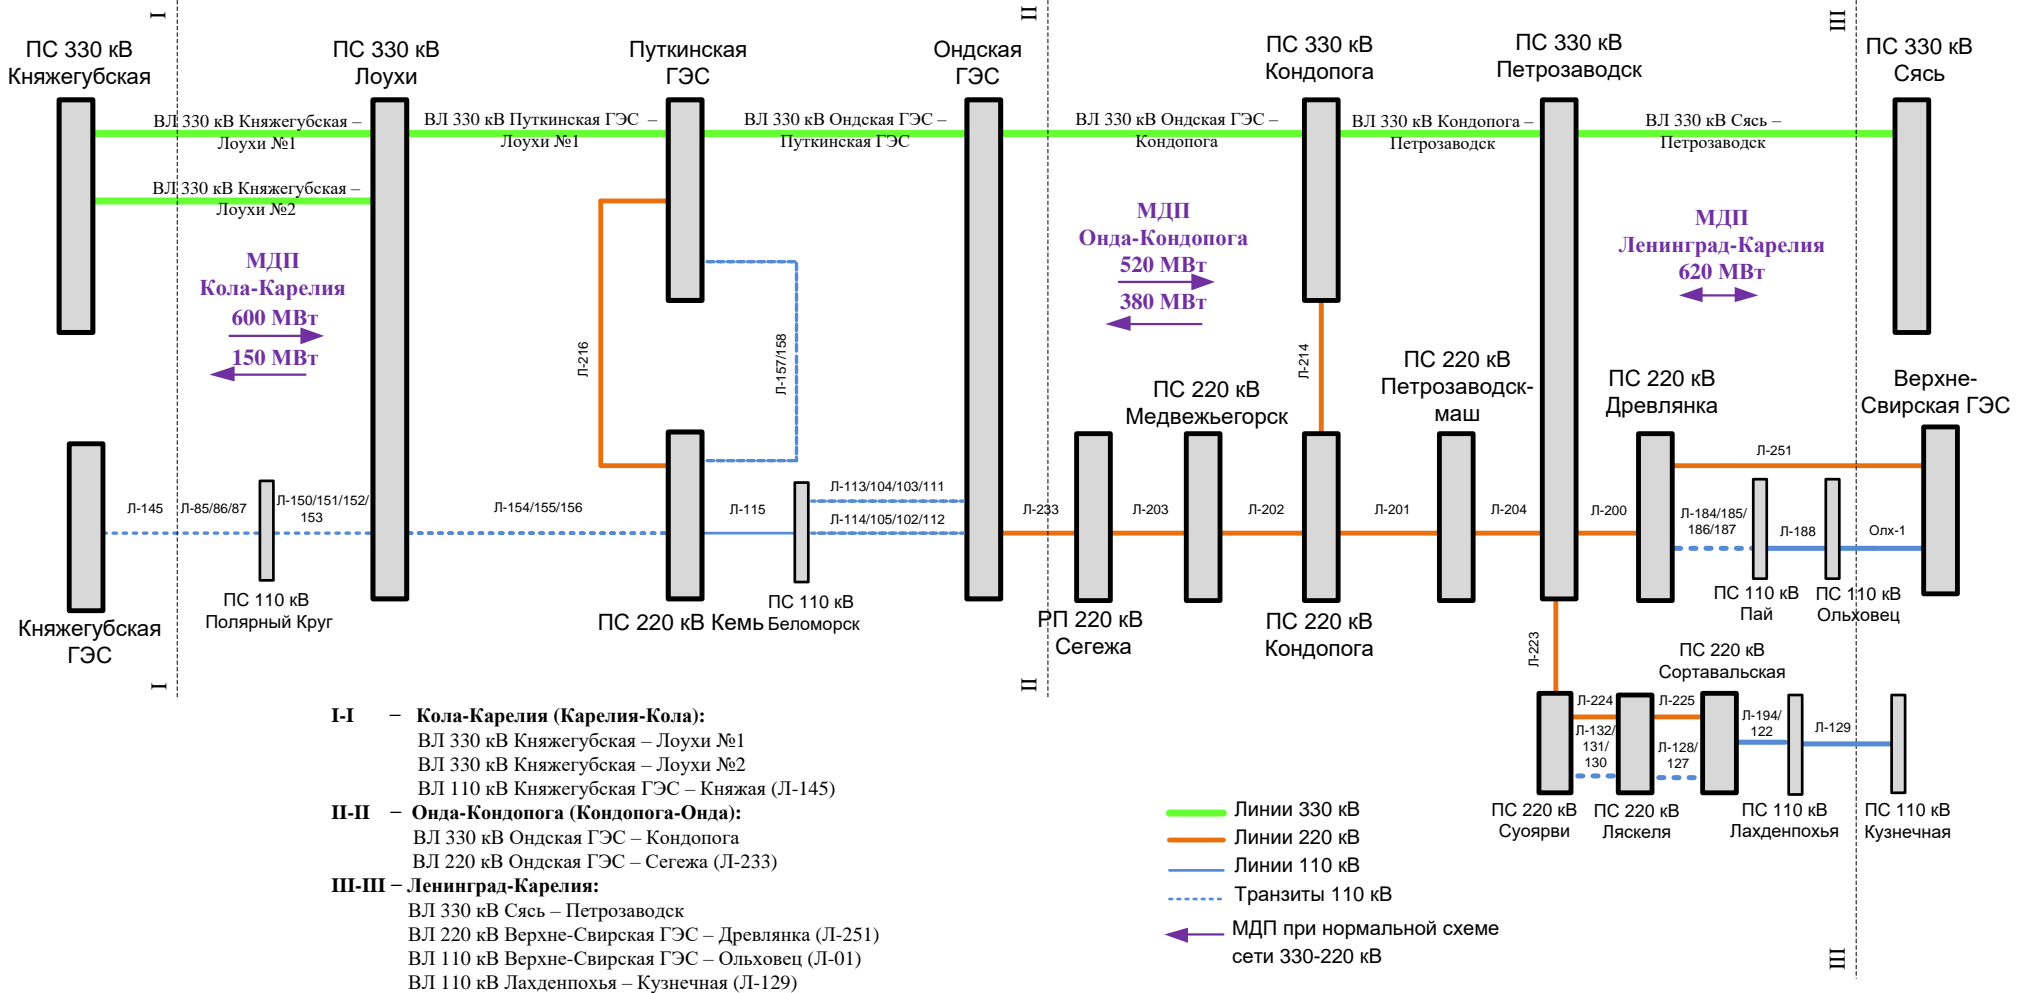 I
II
III
ПС 330 кВ
Княжегубская
ПС 330 кВ
Лоухи
Путкинская
ГЭС
Ондская
ГЭС
ПС 330 кВ
Кондопога
ПС 330 кВ
Петрозаводск
ПС 330 кВ
Сясь
ВЛ 330 кВ Княжегубская –
Лоухи №1
ВЛ 330 кВ Путкинская ГЭС –
Лоухи №1
ВЛ 330 кВ Ондская ГЭС –
Путкинская ГЭС
ВЛ 330 кВ Ондская ГЭС –
Кондопога
ВЛ 330 кВ Кондопога –
Петрозаводск
ВЛ 330 кВ Сясь –
Петрозаводск
ВЛ 330 кВ Княжегубская –
Лоухи №2
МДП
Кола-Карелия
600 МВт
150 МВт
МДП
Онда-Кондопога
520 МВт
380 МВт
МДП
Ленинград-Карелия
620 МВт
Л-216
Л-157/158
Л-214
ПС 220 кВ
Медвежьегорск
ПС 220 кВ
Петрозаводск-
маш
ПС 220 кВ
Древлянка
Верхне-
Свирская ГЭС
Л-251
Л-145
Л-85/86/87
Л-150/151/152/
153
Л-154/155/156
Л-115
Л-113/104/103/111
Л-114/105/102/112
Л-233
Л-203
Л-202
Л-201
Л-204
Л-200
Л-184/185/
186/187
Л-188
Олх-1
Княжегубская
ГЭС
ПС 110 кВ
Полярный Круг
ПС 220 кВ Кемь
ПС 110 кВ
Беломорск
РП 220 кВ
Сегежа
ПС 220 кВ
Кондопога
ПС 110 кВ
Пай
ПС 110 кВ
Ольховец
Л-223
ПС 220 кВ
Сортавальская
Л-224
Л-225
Л-132/
131/
130
Л-128/
127
Л-194/
122
Л-129
ПС 220 кВ
Суоярви
ПС 220 кВ
Ляскеля
ПС 110 кВ
Лахденпохья
ПС 110 кВ
Кузнечная
I
II
III
I-I – Кола-Карелия (Карелия-Кола):
ВЛ 330 кВ Княжегубская – Лоухи №1
ВЛ 330 кВ Княжегубская – Лоухи №2
ВЛ 110 кВ Княжегубская ГЭС – Княжая (Л-145)
II-II – Онда-Кондопога (Кондопога-Онда):
ВЛ 330 кВ Ондская ГЭС – Кондопога
ВЛ 220 кВ Ондская ГЭС – Сегежа (Л-233)
III-III – Ленинград-Карелия:
ВЛ 330 кВ Сясь – Петрозаводск
ВЛ 220 кВ Верхне-Свирская ГЭС – Древлянка (Л-251)
ВЛ 110 кВ Верхне-Свирская ГЭС – Ольховец (Л-01)
ВЛ 110 кВ Лахденпохья – Кузнечная (Л-129)
Линии 330 кВ
Линии 220 кВ
Линии 110 кВ
Транзиты 110 кВ
МДП при нормальной схеме
сети 330-220 кВ